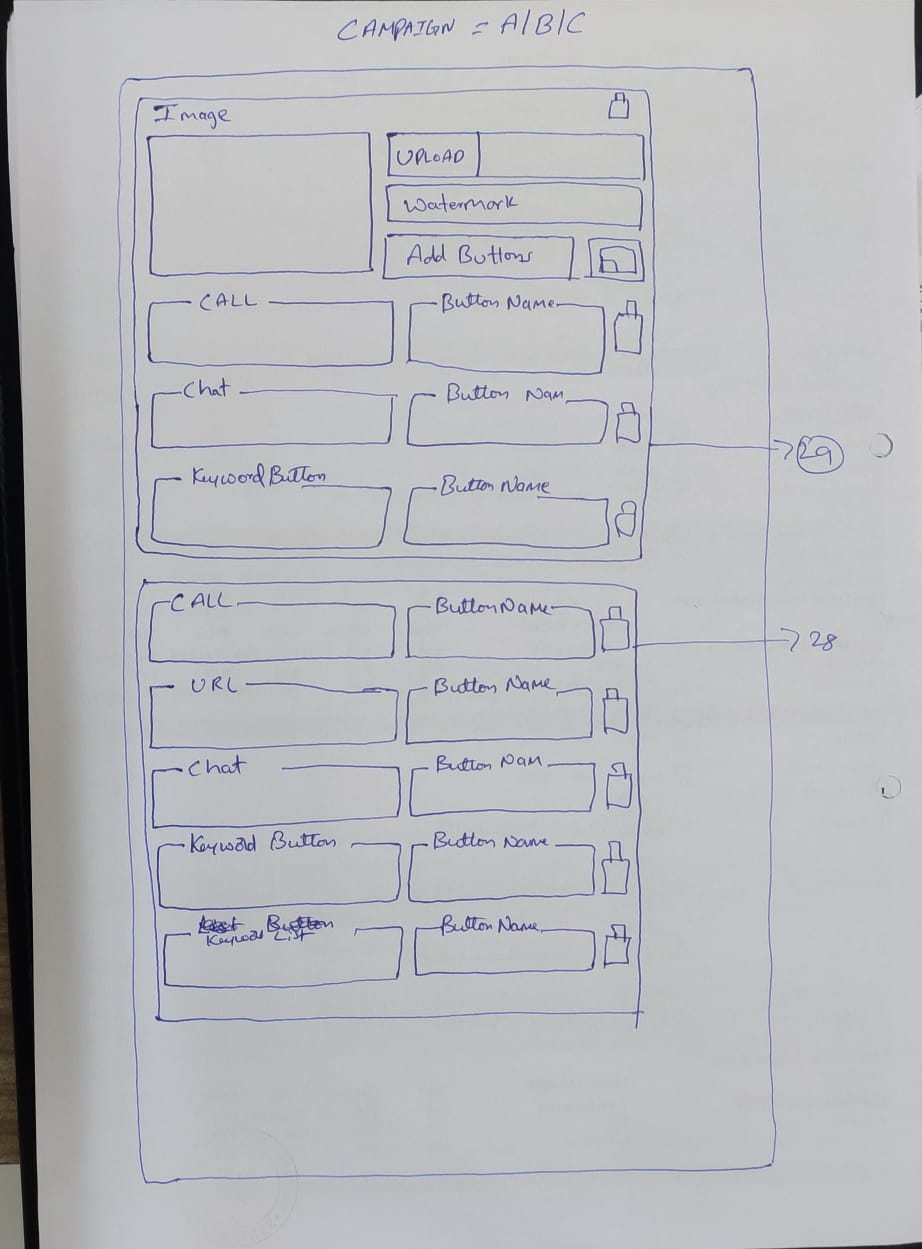 CAMPAIGN = A/B/C
Image
UPLOAD
Watermark
Add Buttons
CALL Button Name
Chat Button Nam
Keyword Button Button Name
29
CALL Button Name
28
URL Button Name
Chat Button Nam
Keyword Button Button Name
Button
Keyword List Button Name